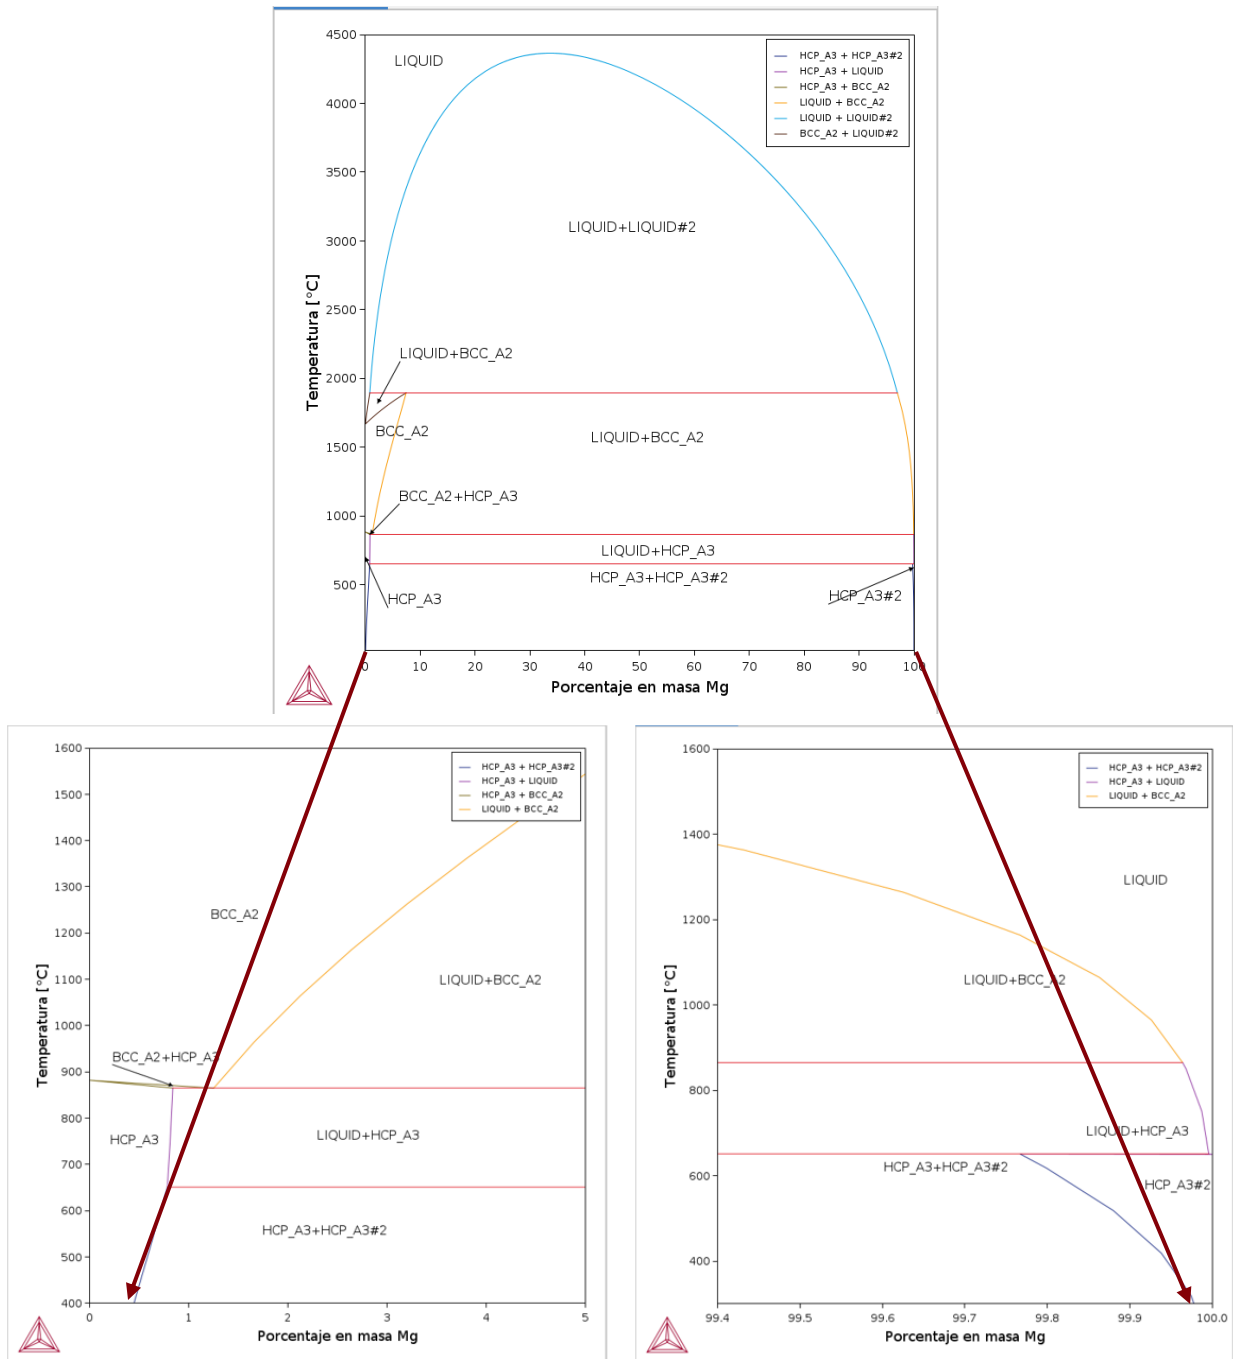 4500
4000
3500
3000
2500
2000
1500
1000
500
Temperatura [°C]
LIQUID
HCP_A3 + HCP_A3#2
HCP_A3 + LIQUID
HCP_A3 + BCC_A2
LIQUID + BCC_A2
LIQUID + LIQUID#2
BCC_A2 + LIQUID#2
LIQUID+LIQUID#2
LIQUID+BCC_A2
BCC_A2
LIQUID+BCC_A2
BCC_A2+HCP_A3
LIQUID+HCP_A3
HCP_A3+HCP_A3#2
HCP_A3
HCP_A3#2
0 10 20 30 40 50 60 70 80 90 100
Porcentaje en masa Mg
1600
1500
1400
1300
1200
1100
1000
900
800
700
600
500
400
Temperatura [°C]
HCP_A3 + HCP_A3#2
HCP_A3 + LIQUID
HCP_A3 + BCC_A2
LIQUID + BCC_A2
BCC_A2
LIQUID+BCC_A2
BCC_A2+HCP_A3
HCP_A3
LIQUID+HCP_A3
HCP_A3+HCP_A3#2
0 1 2 3 4 5
Porcentaje en masa Mg
1600
1400
1200
1000
800
600
400
Temperatura [°C]
HCP_A3 + HCP_A3#2
HCP_A3 + LIQUID
LIQUID + BCC_A2
LIQUID
LIQUID+BCC_A2
LIQUID+HCP_A3
HCP_A3+HCP_A3#2
HCP_A3#2
99.4 99.5 99.6 99.7 99.8 99.9 100.0
Porcentaje en masa Mg